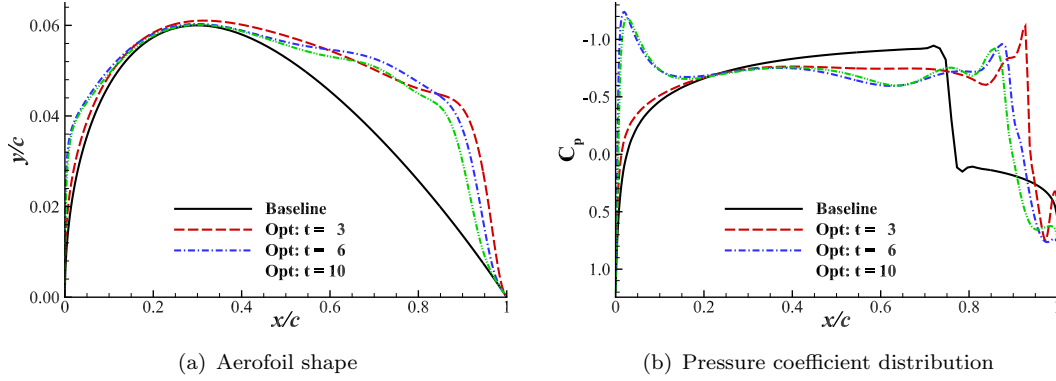 0.06
0.04
0.02
0.00
y/c
0 0.2 0.4 0.6 0.8 1
x/c
Baseline
Opt: t = 3
Opt: t = 6
Opt: t = 10
(a) Aerofoil shape
-1.0
-0.5
0.0
0.5
1.0
C_p
0 0.2 0.4 0.6 0.8 1
x/c
Baseline
Opt: t = 3
Opt: t = 6
Opt: t = 10
(b) Pressure coefficient distribution